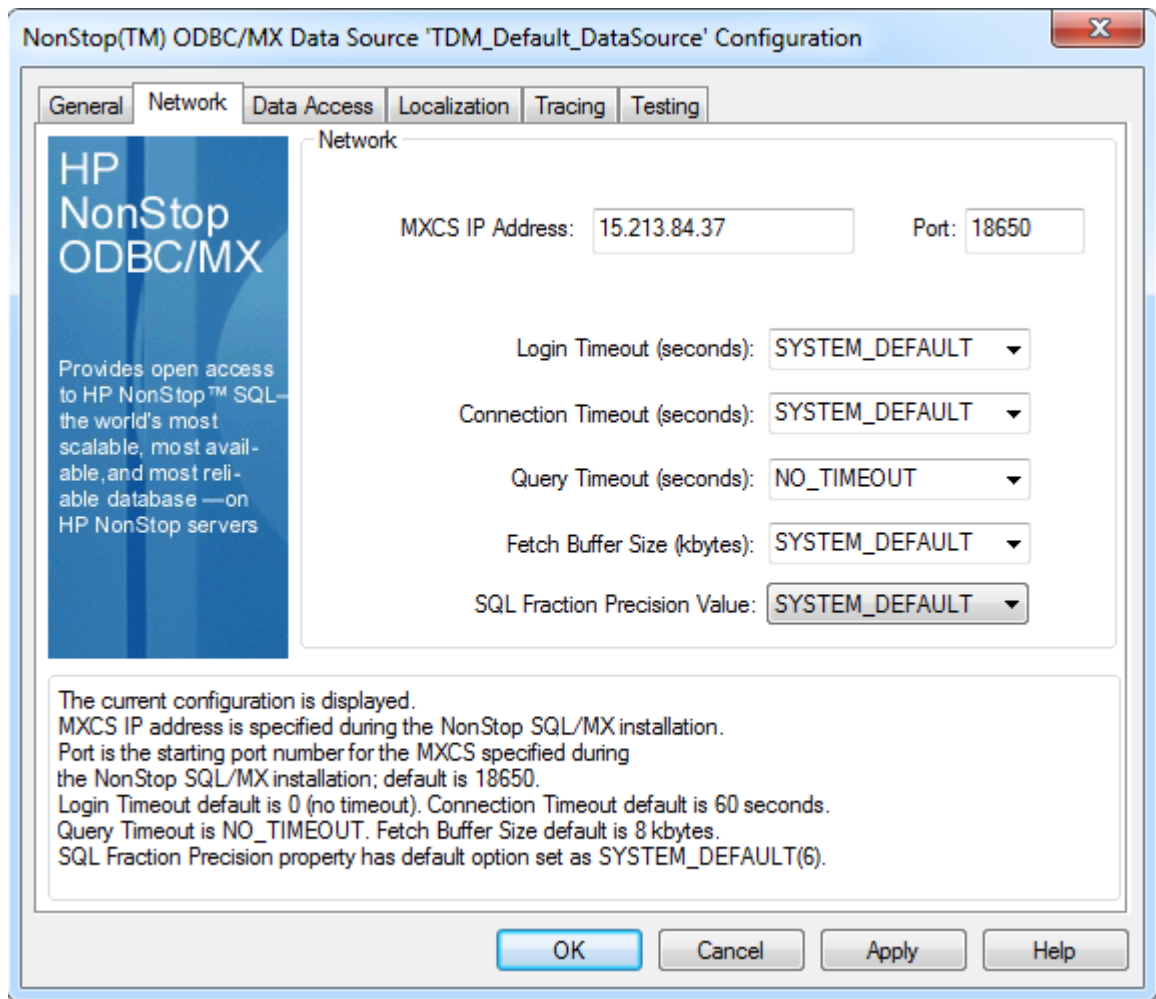 NonStop(TM) ODBC/MX Data Source 'TDM_Default_DataSource' Configuration
General Network Data Access Localization Tracing Testing
HP
NonStop
ODBC/MX
Provides open access
to HP NonStop™ SQL—
the world's most
scalable, most avail-
able,and most reli-
able database —on
HP NonStop servers
Network
MXCS IP Address: 15.213.84.37 Port: 18650
Login Timeout (seconds): SYSTEM_DEFAULT
Connection Timeout (seconds): SYSTEM_DEFAULT
Query Timeout (seconds): NO_TIMEOUT
Fetch Buffer Size (kbytes): SYSTEM_DEFAULT
SQL Fraction Precision Value: SYSTEM_DEFAULT
The current configuration is displayed.
MXCS IP address is specified during the NonStop SQL/MX installation.
Port is the starting port number for the MXCS specified during
the NonStop SQL/MX installation; default is 18650.
Login Timeout default is 0 (no timeout). Connection Timeout default is 60 seconds.
Query Timeout is NO_TIMEOUT. Fetch Buffer Size default is 8 kbytes.
SQL Fraction Precision property has default option set as SYSTEM_DEFAULT(6).
OK Cancel Apply Help